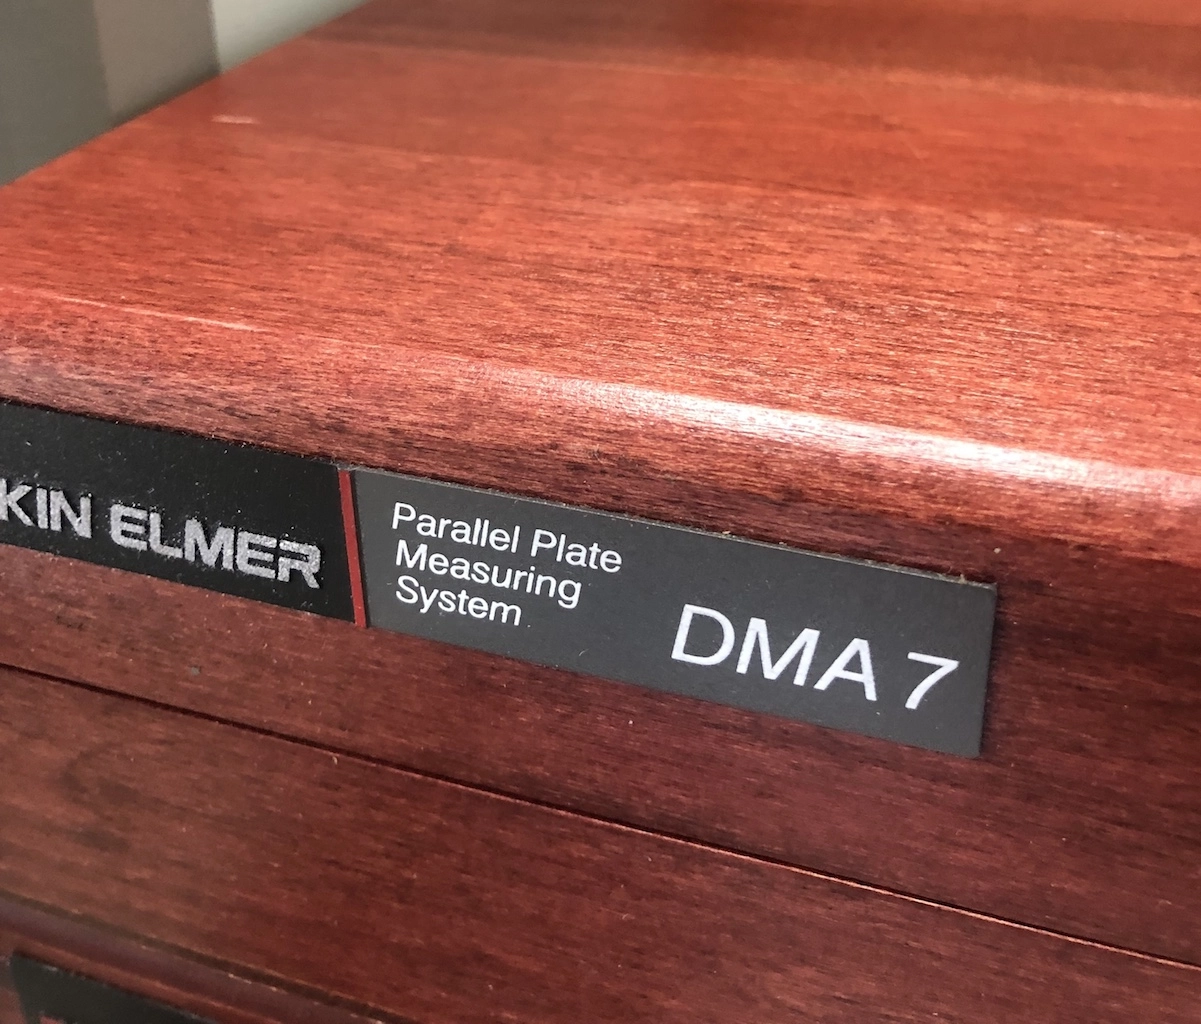 KIN ELMER
Parallel Plate
Measuring
System
DMA 7